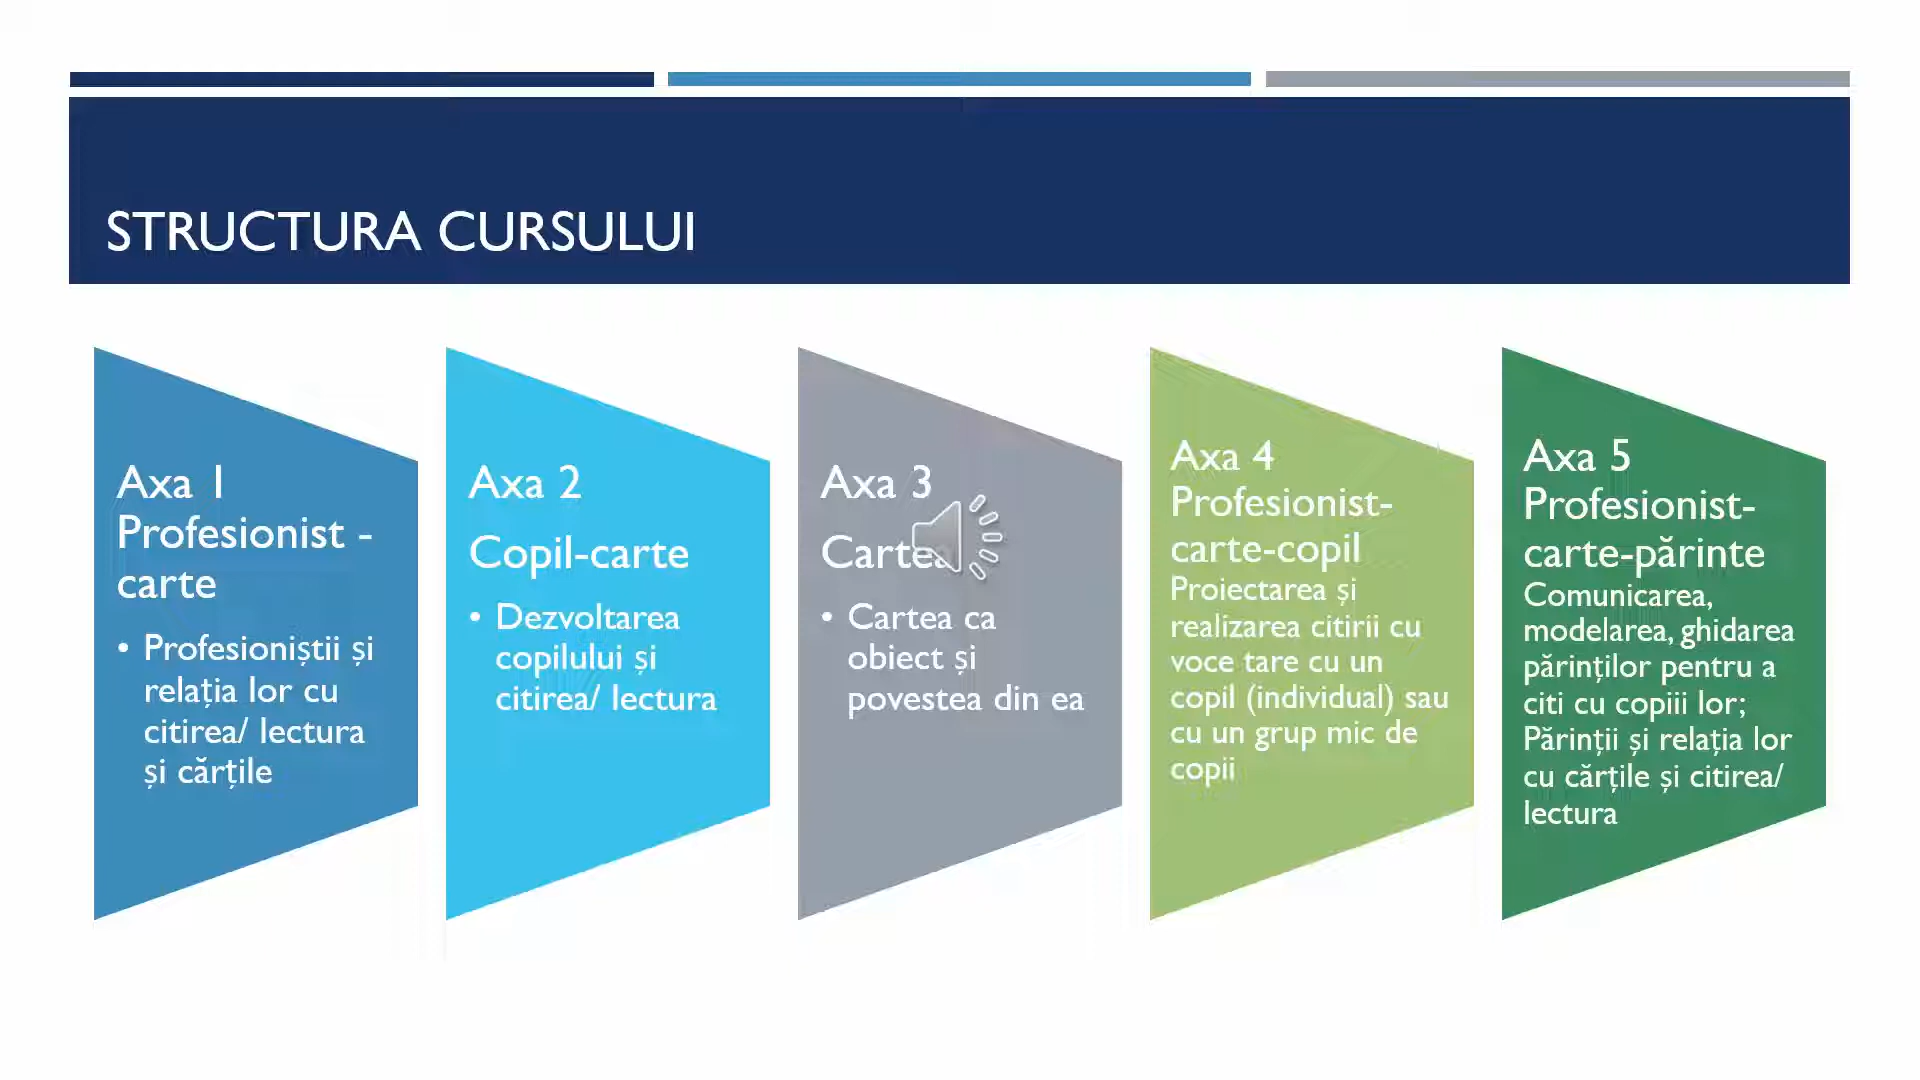 STRUCTURA CURSULUI
Axa 1
Profesionist -
carte
• Profesioniștii și
relația lor cu
citirea/ lectura
și cărțile
Axa 2
Copil-carte
• Dezvoltarea
copilului și
citirea/ lectura
Axa 3
Cartea
• Cartea ca
obiect și
povestea din ea
Axa 4
Profesionist-
carte-copil
Proiectarea și
realizarea citirii cu
voce tare cu un
copil (individual) sau
cu un grup mic de
copii
Axa 5
Profesionist-
carte-părinte
Comunicarea,
modelarea, ghidarea
părinților pentru a
citi cu copiii lor;
Părinții și relația lor
cu cărțile și citirea/
lectura